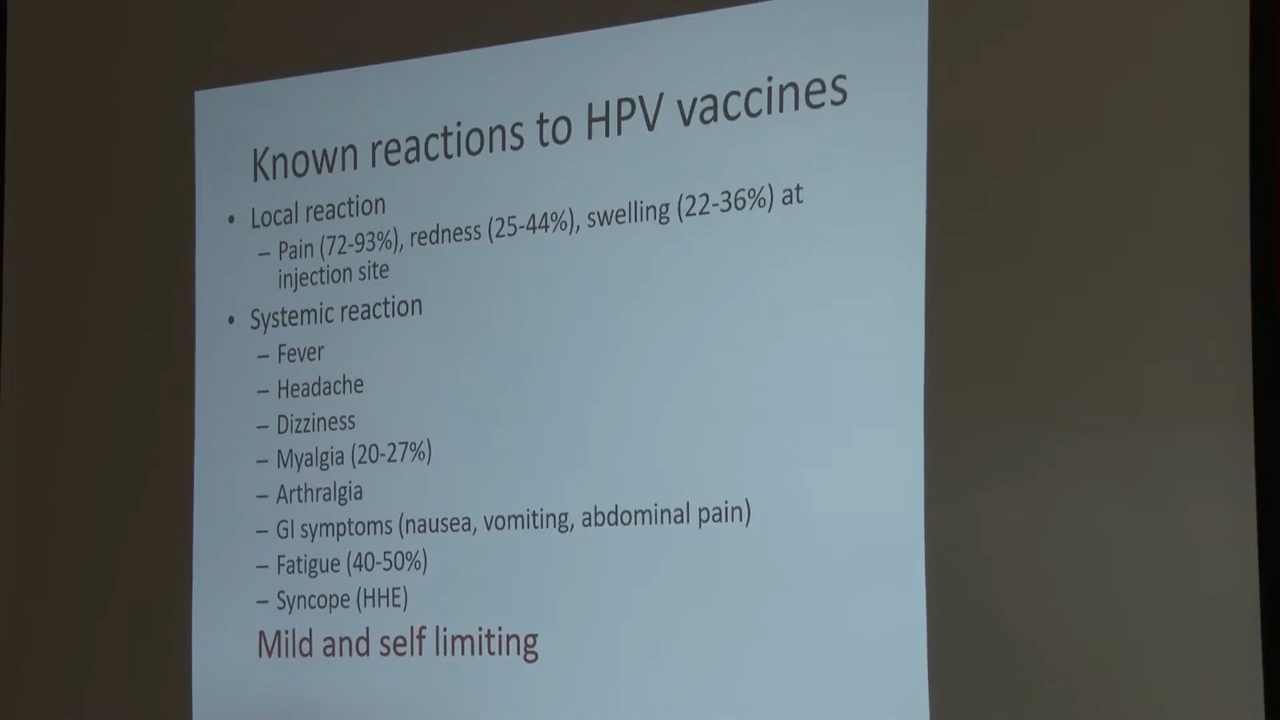 Known reactions to HPV vaccines
• Local reaction
– Pain (72-93%), redness (25-44%), swelling (22-36%) at
injection site
• Systemic reaction
– Fever
– Headache
– Dizziness
– Myalgia (20-27%)
– Arthralgia
– GI symptoms (nausea, vomiting, abdominal pain)
– Fatigue (40-50%)
– Syncope (HHE)
Mild and self limiting